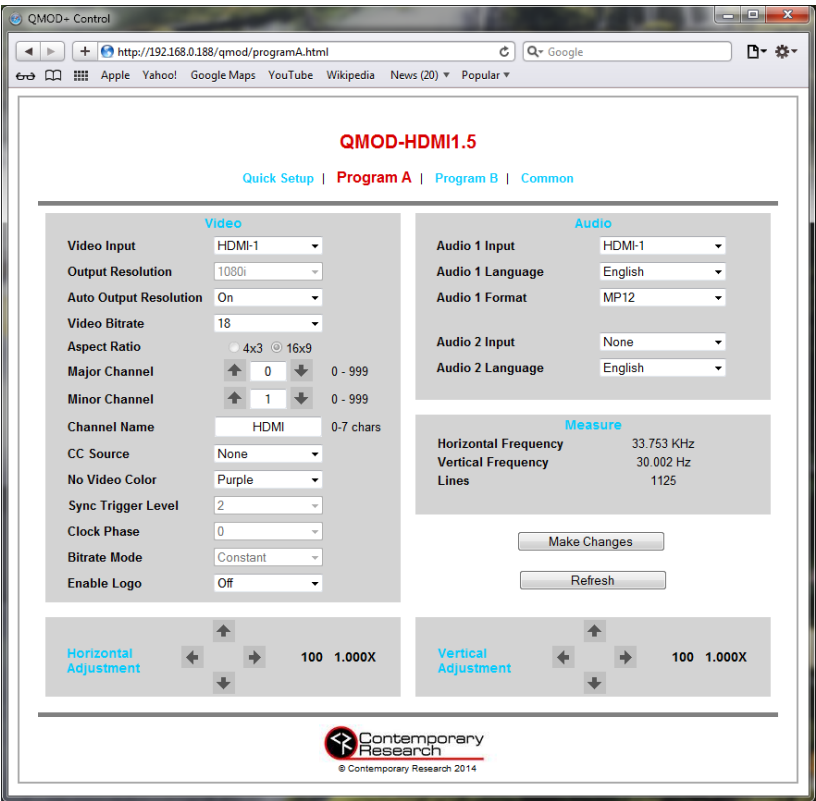 QMOD+ Control
http://192.168.0.188/qmod/programA.html
Google
Apple Yahoo! Google Maps YouTube Wikipedia News (20) Popular
QMOD-HDMI1.5
Quick Setup | Program A | Program B | Common
Video
Video Input HDMI-1
Output Resolution 1080i
Auto Output Resolution On
Video Bitrate 18
Aspect Ratio 4x3 16x9
Major Channel 0 0 - 999
Minor Channel 1 0 - 999
Channel Name HDMI 0-7 chars
CC Source None
No Video Color Purple
Sync Trigger Level 2
Clock Phase 0
Bitrate Mode Constant
Enable Logo Off
Audio
Audio 1 Input HDMI-1
Audio 1 Language English
Audio 1 Format MP12
Audio 2 Input None
Audio 2 Language English
Measure
Horizontal Frequency 33.753 KHz
Vertical Frequency 30.002 Hz
Lines 1125
Make Changes
Refresh
Horizontal
Adjustment
100 1.000X
Vertical
Adjustment
100 1.000X
Contemporary
Research
© Contemporary Research 2014